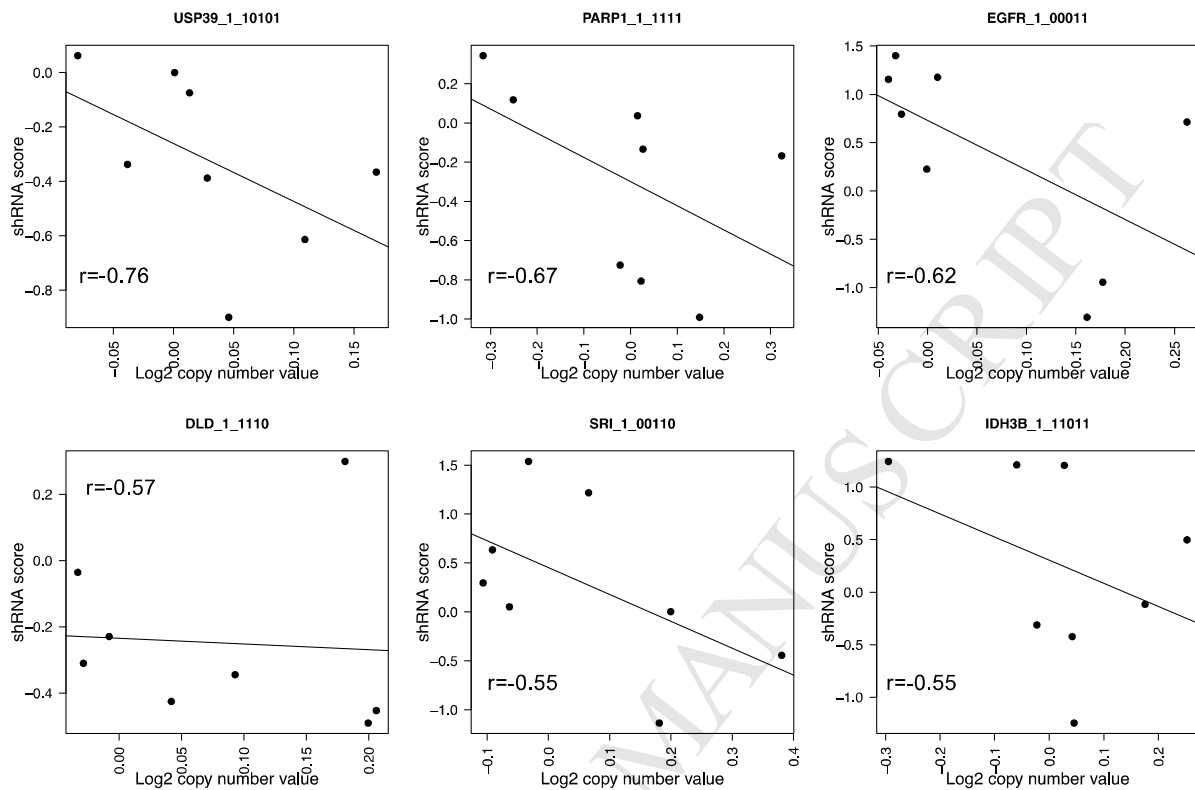 USP39_1_10101
0.0
−0.2
−0.4
−0.6
−0.8
shRNA score
r=-0.76
−0.05
0.00
0.05
0.10
0.15
Log2 copy number value
PARP1_1_1111
0.2
0.0
−0.2
−0.4
−0.6
−0.8
−1.0
shRNA score
r=-0.67
−0.3
−0.2
−0.1
0.0
0.1
0.2
0.3
Log2 copy number value
EGFR_1_00011
1.5
1.0
0.5
0.0
−0.5
−1.0
shRNA score
r=-0.62
−0.05
0.00
0.05
0.10
0.15
0.20
0.25
Log2 copy number value
DLD_1_1110
0.2
0.0
−0.2
−0.4
shRNA score
r=-0.57
0.00
0.05
0.10
0.15
0.20
Log2 copy number value
SRI_1_00110
1.5
1.0
0.5
0.0
−0.5
−1.0
shRNA score
r=-0.55
−0.1
0.0
0.1
0.2
0.3
0.4
Log2 copy number value
IDH3B_1_11011
1.0
0.5
0.0
−0.5
−1.0
shRNA score
r=-0.55
−0.3
−0.2
−0.1
0.0
0.1
0.2
Log2 copy number value
MANUSCRIPT